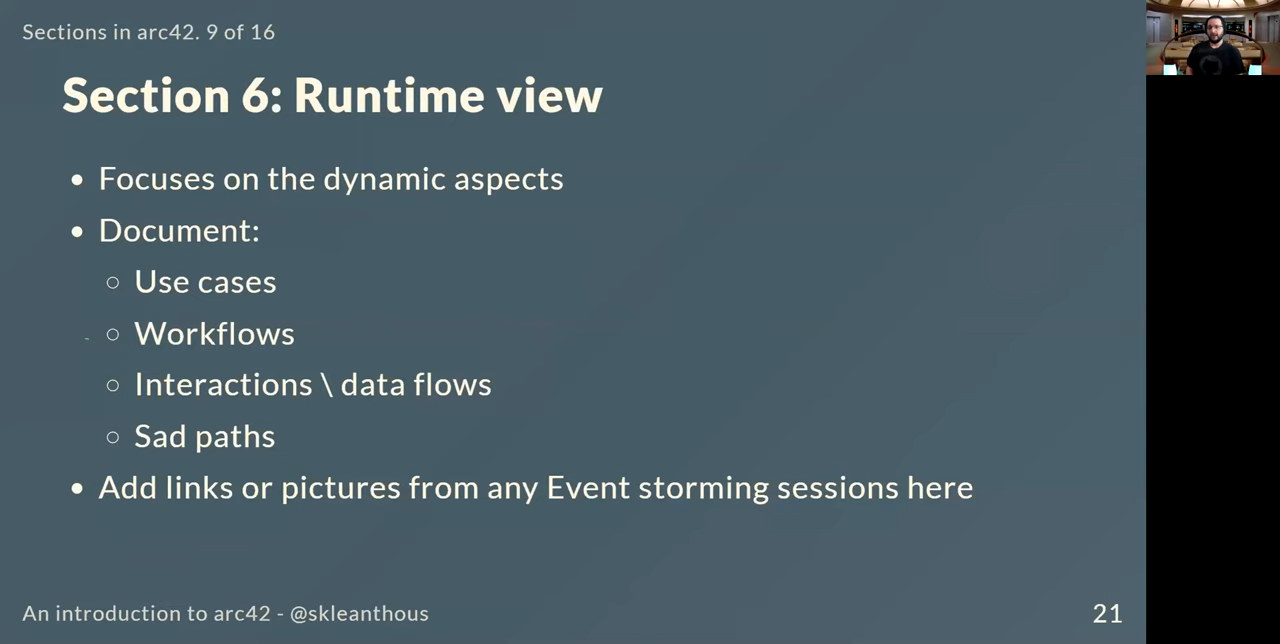 Sections in arc42. 9 of 16
Section 6: Runtime view
• Focuses on the dynamic aspects
• Document:
○ Use cases
○ Workflows
○ Interactions \ data flows
○ Sad paths
• Add links or pictures from any Event storming sessions here
An introduction to arc42 - @skleanthous
21